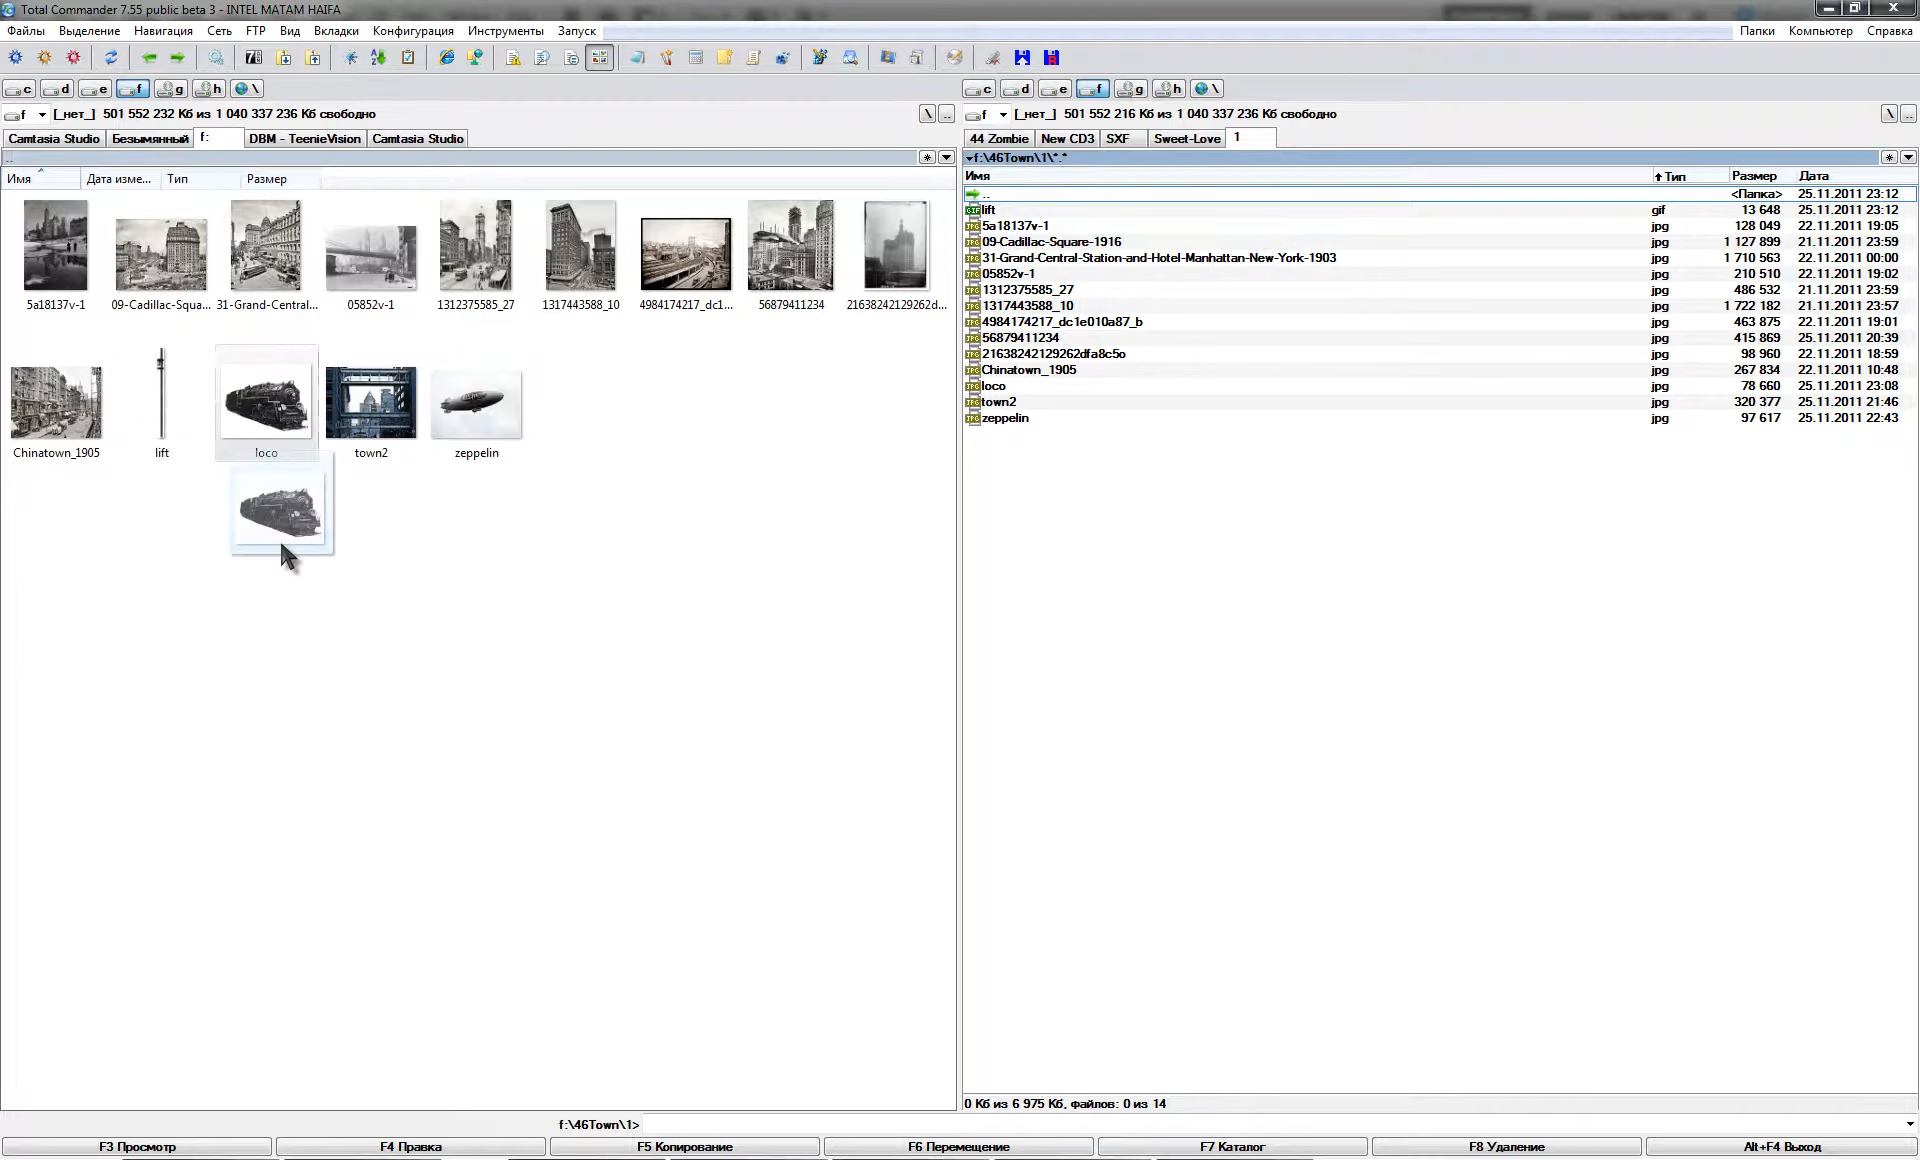 Total Commander 7.55 public beta 3 - INTEL MATAM HAIFA
Файлы Выделение Навигация Сеть FTP Вид Вкладки Конфигурация Инструменты Запуск Папки Компьютер Справка
c d e f g h \ c d e f g h \
f [_нет_] 501 552 232 Кб из 1 040 337 236 Кб свободно \ .. f [_нет_] 501 552 216 Кб из 1 040 337 236 Кб свободно \ ..
Camtasia Studio Безымянный f: DBM - TeenieVision Camtasia Studio 44 Zombie New CD3 SXF Sweet-Love 1
.. * f:\46Town\1\*.* *
Имя Дата изме... Тип Размер
5a18137v-1 09-Cadillac-Squa... 31-Grand-Central... 05852v-1 1312375585_27 1317443588_10 4984174217_dc1... 56879411234 21638242129262d...
Chinatown_1905 lift loco town2 zeppelin
Имя Тип Размер Дата
.. <Папка> 25.11.2011 23:12
lift gif 13 648 25.11.2011 23:12
5a18137v-1 jpg 128 049 22.11.2011 19:05
09-Cadillac-Square-1916 jpg 1 127 899 21.11.2011 23:59
31-Grand-Central-Station-and-Hotel-Manhattan-New-York-1903 jpg 1 710 563 22.11.2011 00:00
05852v-1 jpg 210 510 22.11.2011 19:02
1312375585_27 jpg 486 532 21.11.2011 23:59
1317443588_10 jpg 1 722 182 21.11.2011 23:57
4984174217_dc1e010a87_b jpg 463 875 22.11.2011 19:01
56879411234 jpg 415 869 25.11.2011 20:39
21638242129262dfa8c5o jpg 98 960 22.11.2011 18:59
Chinatown_1905 jpg 267 834 22.11.2011 10:48
loco jpg 78 660 25.11.2011 23:08
town2 jpg 320 377 25.11.2011 21:46
zeppelin jpg 97 617 25.11.2011 22:43
0 Кб из 6 975 Кб, файлов: 0 из 14
f:\46Town\1>
F3 Просмотр F4 Правка F5 Копирование F6 Перемещение F7 Каталог F8 Удаление Alt+F4 Выход